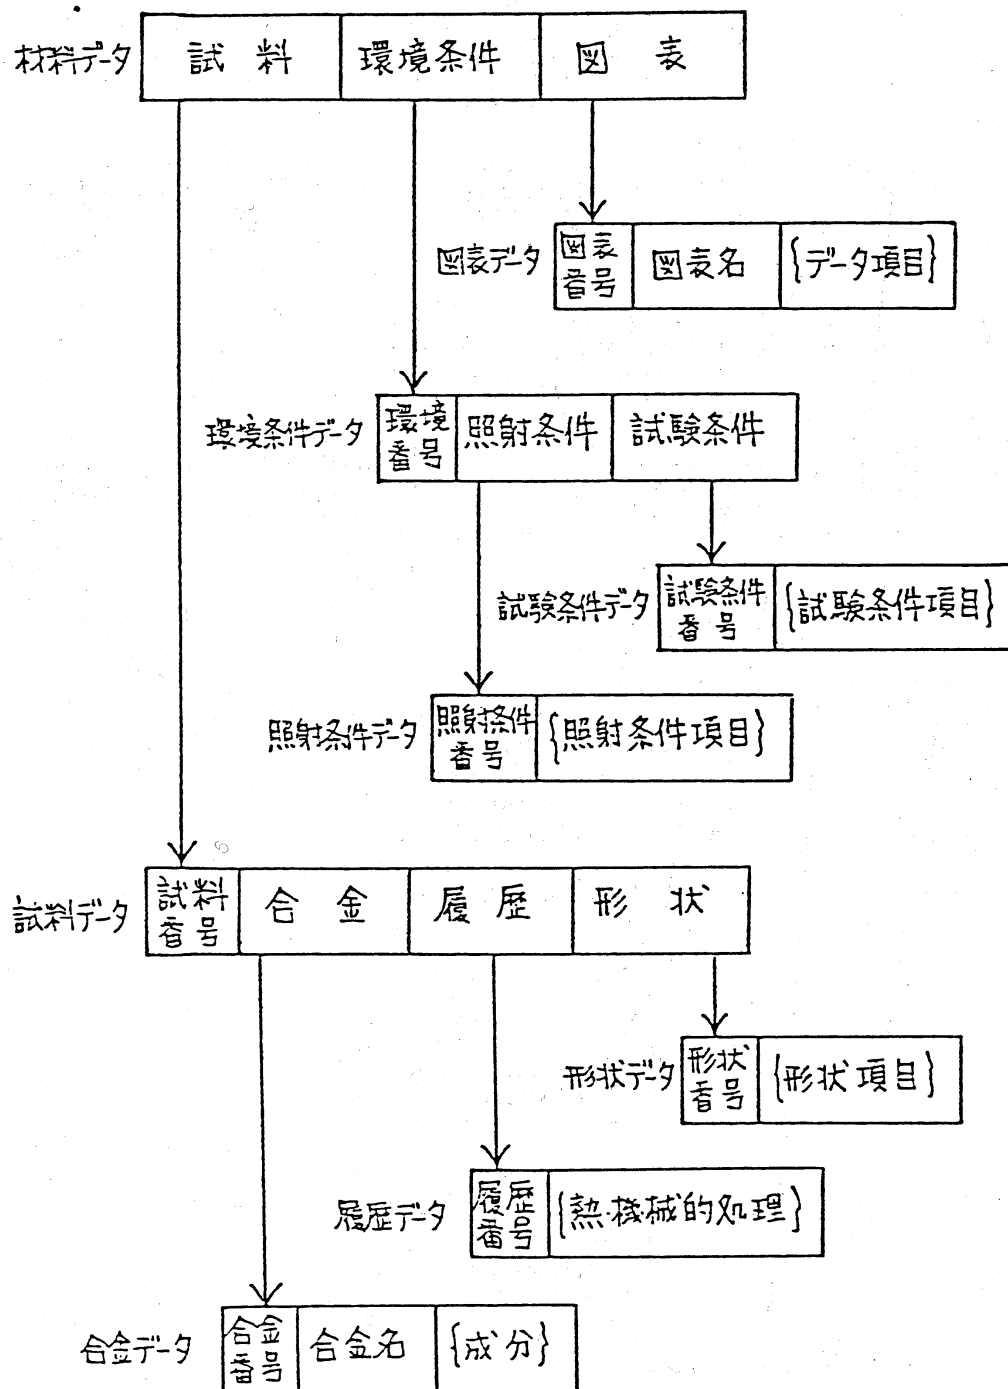 材料データ 試料 環境条件 図表
図表データ 図表番号 図表名 {データ項目}
環境条件データ 環境番号 照射条件 試験条件
試験条件データ 試験条件番号 {試験条件項目}
照射条件データ 照射条件番号 {照射条件項目}
試料データ 試料番号 合金 履歴 形状
形状データ 形状番号 {形状項目}
履歴データ 履歴番号 {熱・機械的処理}
合金データ 合金番号 合金名 {成分}